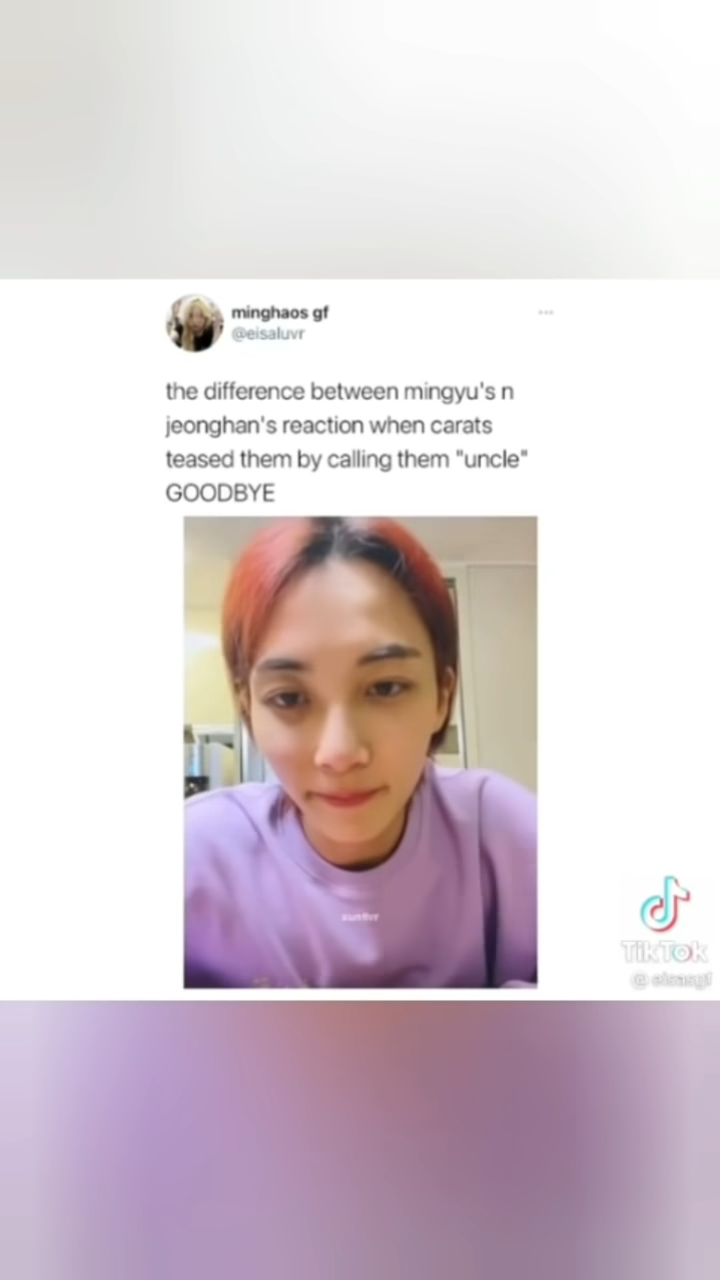 minghaos gf
@eisaluvr
the difference between mingyu's n
jeonghan's reaction when carats
teased them by calling them "uncle"
GOODBYE
TikTok
@eisasgf